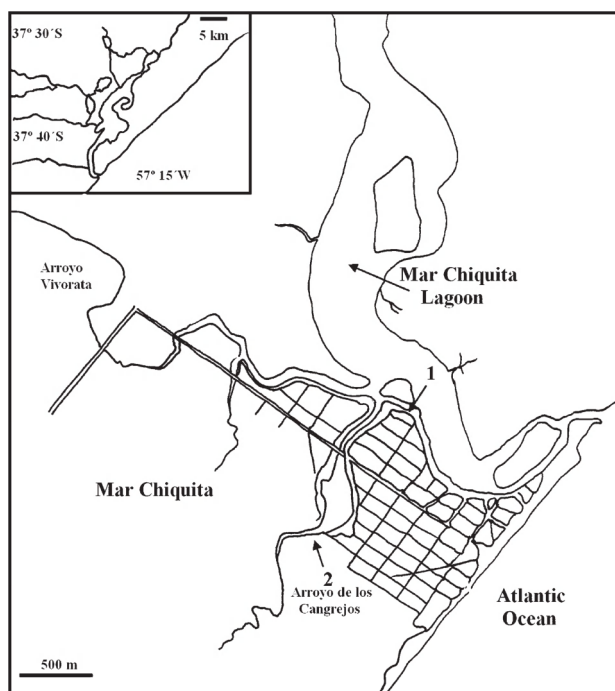 37º 30´S
5 km
37º 40´S
57º 15´W
Arroyo
Vivorata
Mar Chiquita
Lagoon
1
Mar Chiquita
2
Arroyo de los
Cangrejos
Atlantic
Ocean
500 m